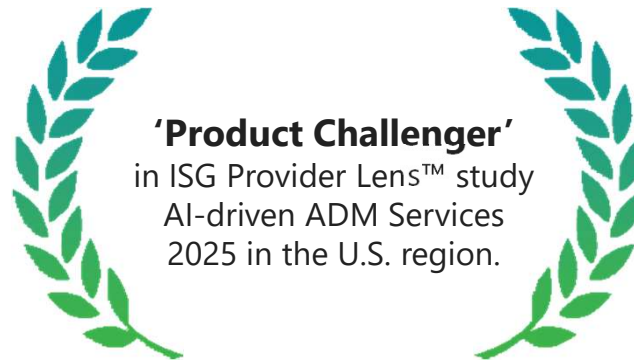 ‘Product Challenger’
in ISG Provider Lens™ study
AI-driven ADM Services
2025 in the U.S. region.